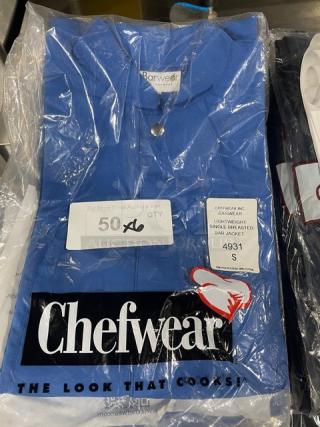 Barwear
QTY
50
CHEFWEAR INC.
BARWEAR
LIGHTWEIGHT
SINGLE BREASTED
BAR JACKET
4931
S
Chefwear
THE LOOK THAT COOKS!